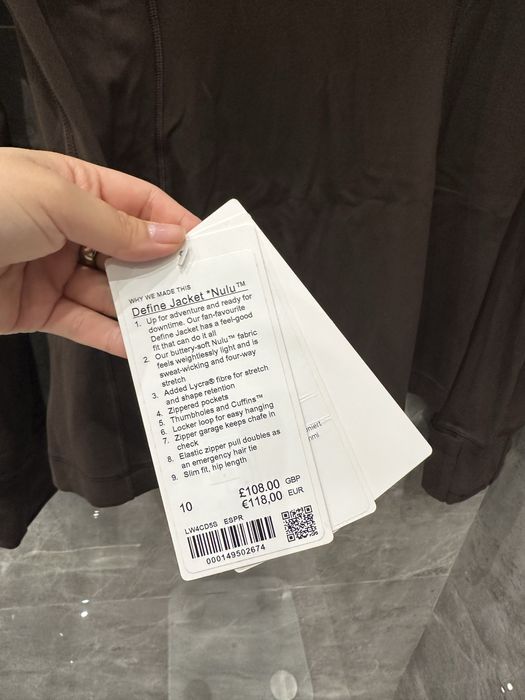 WHY WE MADE THIS
Define Jacket *Nulu™
1. Up for adventure and ready for
downtime. Our fan-favourite
Define Jacket has a feel-good
fit that can do it all
2. Our buttery-soft Nulu™ fabric
feels weightlessly light and is
sweat-wicking and four-way
stretch
3. Added Lycra® fibre for stretch
and shape retention
4. Zippered pockets
5. Thumbholes and Cuffins™
6. Locker loop for easy hanging
7. Zipper garage keeps chafe in
check
8. Elastic zipper pull doubles as
an emergency hair tie
9. Slim fit, hip length
10 £108.00 GBP
€118,00 EUR
LW4CD5S ESPR
000149502674